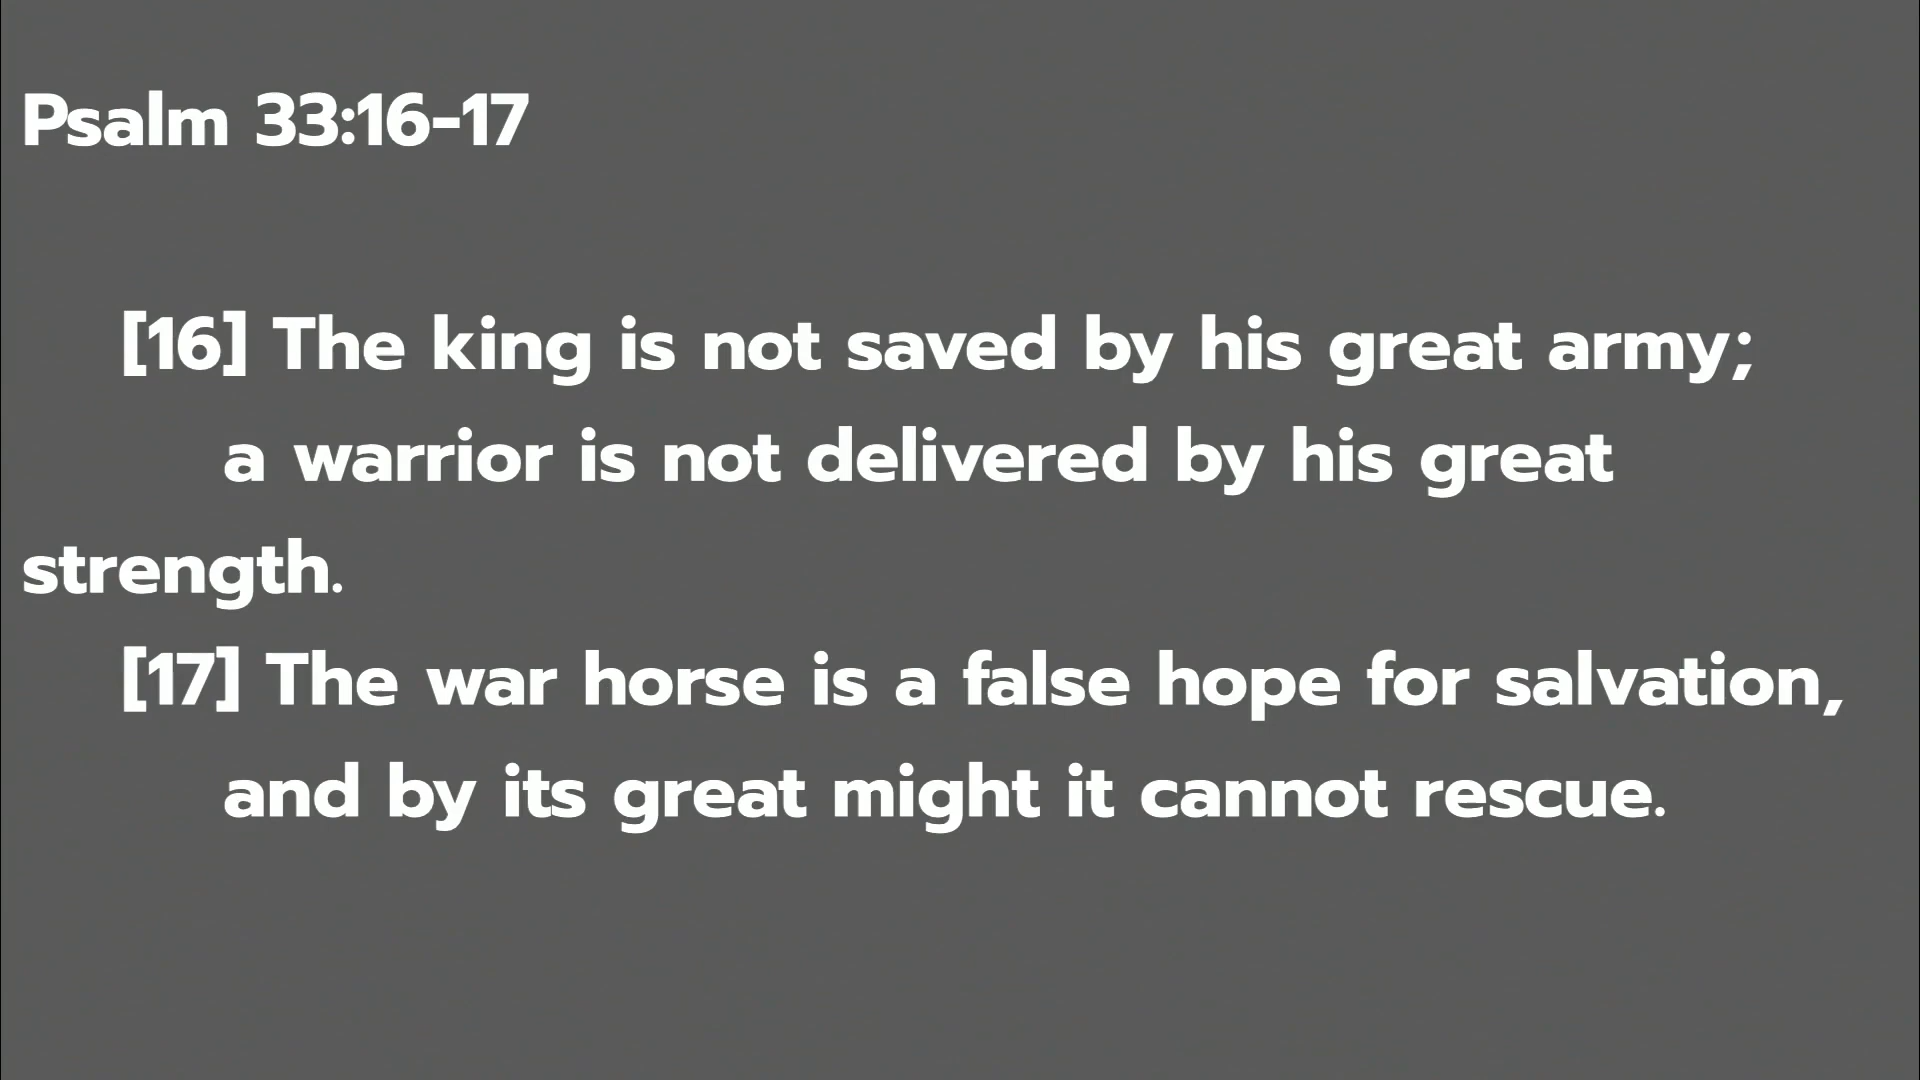 Psalm 33:16-17
[16] The king is not saved by his great army;
a warrior is not delivered by his great
strength.
[17] The war horse is a false hope for salvation,
and by its great might it cannot rescue.